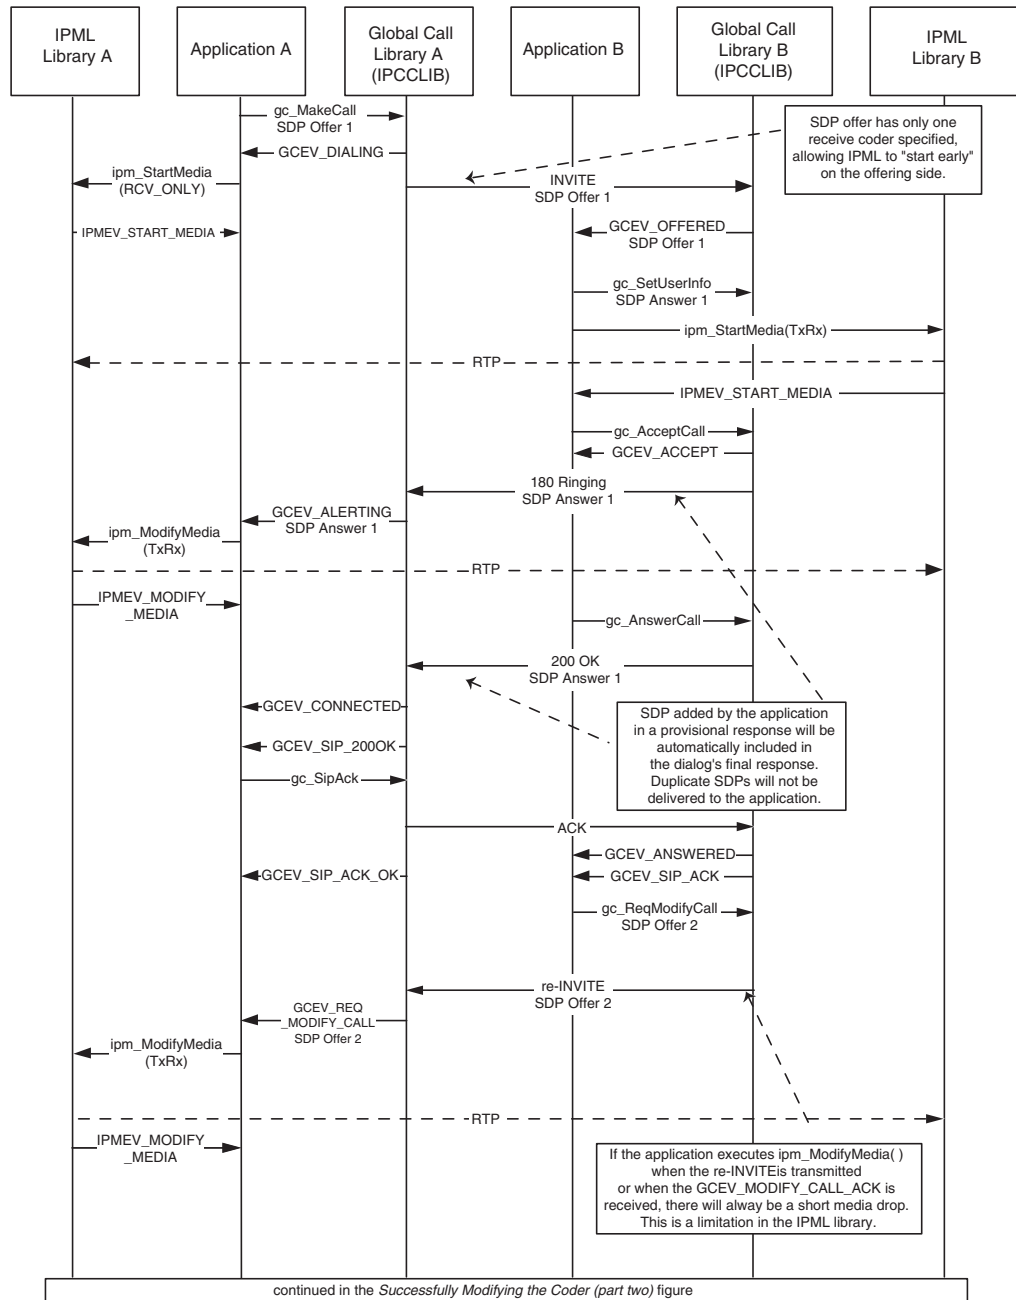 IPML
Library A
Application A
Global Call
Library A
(IPCCLIB)
Application B
Global Call
Library B
(IPCCLIB)
IPML
Library B
gc_MakeCall
SDP Offer 1
SDP offer has only one
receive coder specified,
allowing IPML to "start early"
on the offering side.
GCEV_DIALING
ipm_StartMedia
(RCV_ONLY)
INVITE
SDP Offer 1
IPMEV_START_MEDIA
GCEV_OFFERED
SDP Offer 1
gc_SetUserInfo
SDP Answer 1
ipm_StartMedia(TxRx)
RTP
IPMEV_START_MEDIA
gc_AcceptCall
GCEV_ACCEPT
180 Ringing
SDP Answer 1
GCEV_ALERTING
SDP Answer 1
ipm_ModifyMedia
(TxRx)
RTP
IPMEV_MODIFY
_MEDIA
gc_AnswerCall
200 OK
SDP Answer 1
GCEV_CONNECTED
SDP added by the application
in a provisional response will be
automatically included in
the dialog's final response.
Duplicate SDPs will not be
delivered to the application.
GCEV_SIP_200OK
gc_SipAck
ACK
GCEV_ANSWERED
GCEV_SIP_ACK_OK
GCEV_SIP_ACK
gc_ReqModifyCall
SDP Offer 2
re-INVITE
SDP Offer 2
GCEV_REQ
_MODIFY_CALL
SDP Offer 2
ipm_ModifyMedia
(TxRx)
RTP
IPMEV_MODIFY
_MEDIA
If the application executes ipm_ModifyMedia( )
when the re-INVITEis transmitted
or when the GCEV_MODIFY_CALL_ACK is
received, there will alway be a short media drop.
This is a limitation in the IPML library.
continued in the Successfully Modifying the Coder (part two) figure